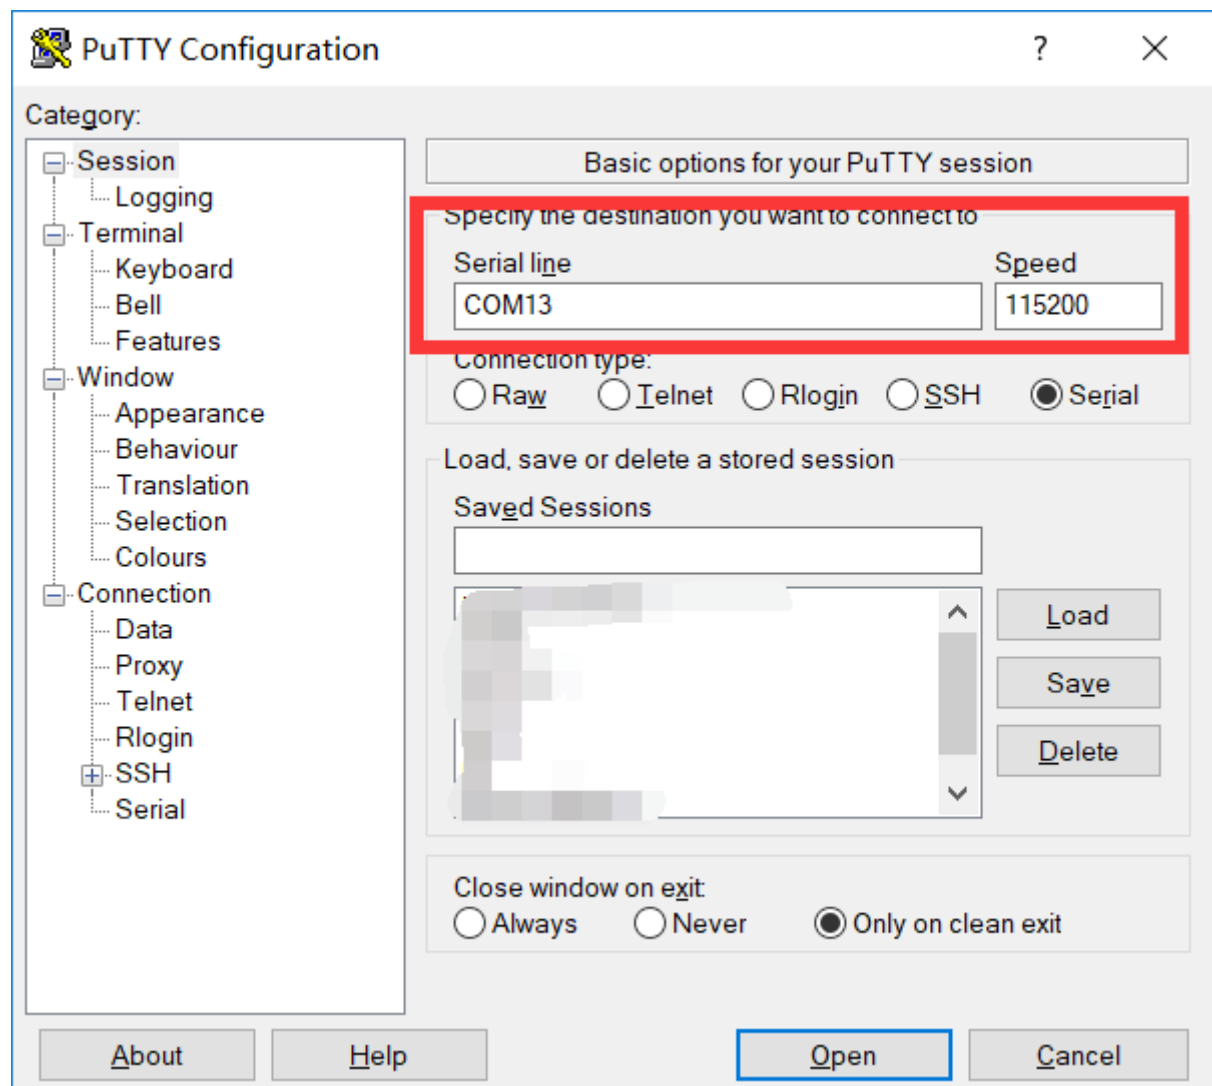 PuTTY Configuration ?
Category:
Session
Logging
Terminal
Keyboard
Bell
Features
Window
Appearance
Behaviour
Translation
Selection
Colours
Connection
Data
Proxy
Telnet
Rlogin
SSH
Serial
Basic options for your PuTTY session
Specify the destination you want to connect to
Serial line Speed
COM13 115200
Connection type:
Raw Telnet Rlogin SSH Serial
Load, save or delete a stored session
Saved Sessions
Load
Save
Delete
Close window on exit:
Always Never Only on clean exit
About Help Open Cancel